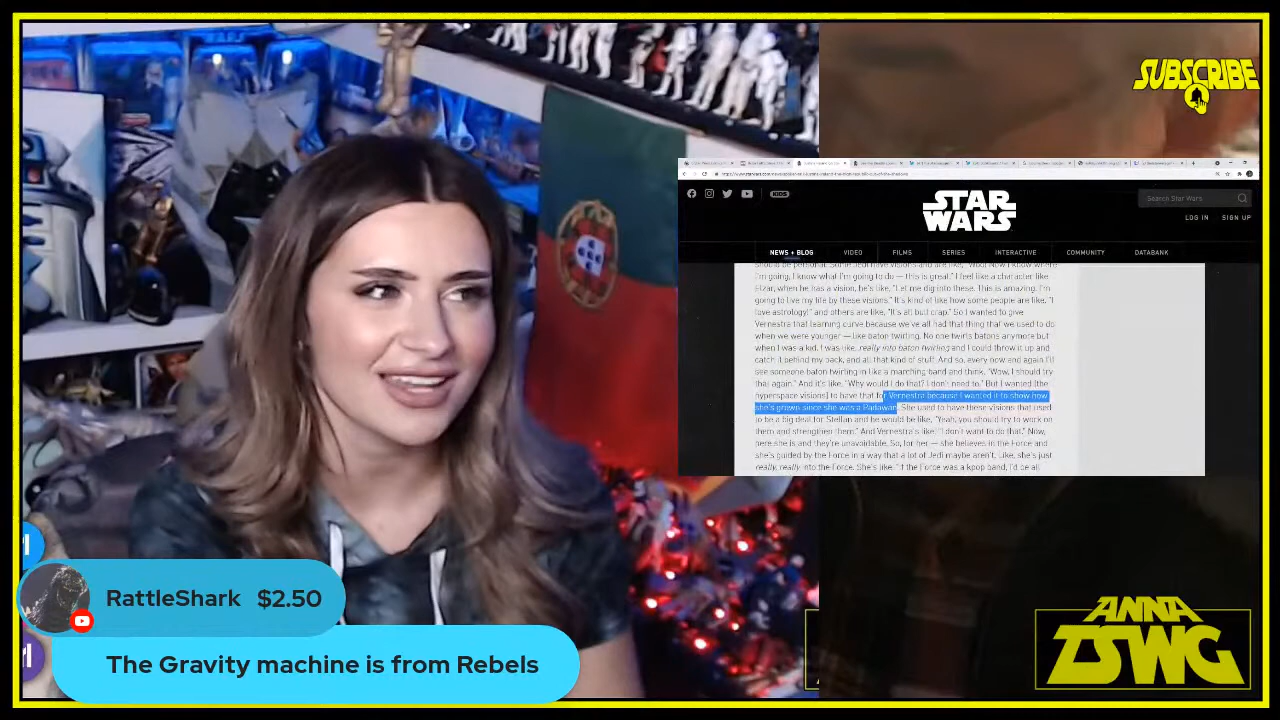 SUBSCRIBE
STAR
WARS
KIDS
Search Star Wars
LOG IN
SIGN UP
NEWS + BLOG
VIDEO
FILMS
SERIES
INTERACTIVE
COMMUNITY
DATABANK
I'm going, I know what I'm going to do — this is great." I feel like a character like
Elzar, when he has a vision, he's like, "Let me dig into these. This is amazing. I'm
going to live my life by these visions." It's kind of like how some people are like, "I
love astrology!" and others are like, "It's all but crap." So I wanted to give
Vernestra that learning curve because we've all had that thing that we used to do
when we were younger — like baton twirling. No one twirls batons anymore but
when I was a kid, I was like, really into baton twirling and I could throw it up and
catch it behind my back, and all that kind of stuff. And so, every now and again I'll
see someone baton twirling in like a marching band and think, "Wow, I should try
that again." And it's like, "Why would I do that? I don't need to." But I wanted [the
hyperspace visions] to have that for Vernestra because I wanted it to show how
she's grown since she was a Padawan. She used to have these visions that used
to be a big deal for Stellan and he would be like, "Yeah, you should try to work on
them and strengthen them." And Vernestra's like, "I don't want to do that." Now,
here she is and they're unavoidable. So, for her — she believes in the Force and
she's guided by the Force in a way that a lot of Jedi maybe aren't. Like, she's just
really, really into the Force. She's like, "If the Force was a kpop band, I'd be all
RattleShark $2.50
The Gravity machine is from Rebels
ANNA
TSWG